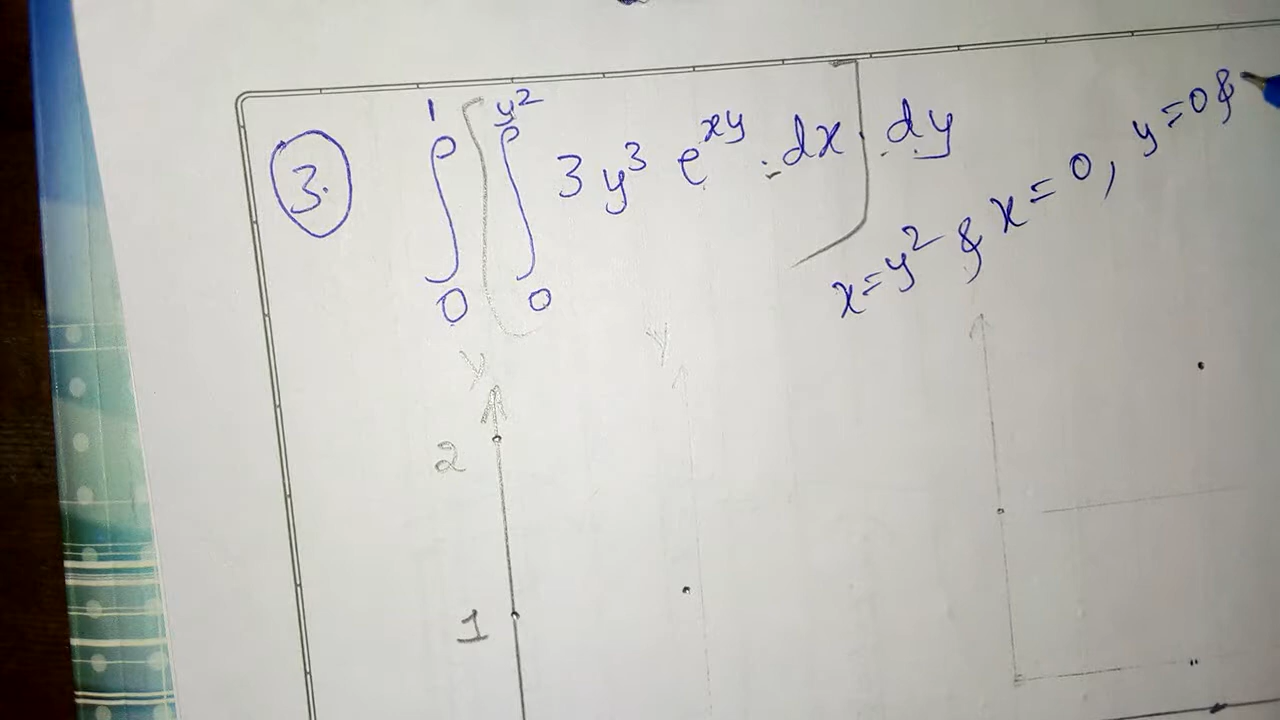 3. ∫₀¹ [ ∫₀^{y²} 3y³ e^{xy} · dx ] · dy
x = y² & x = 0, y = 0 &
y y
2
1